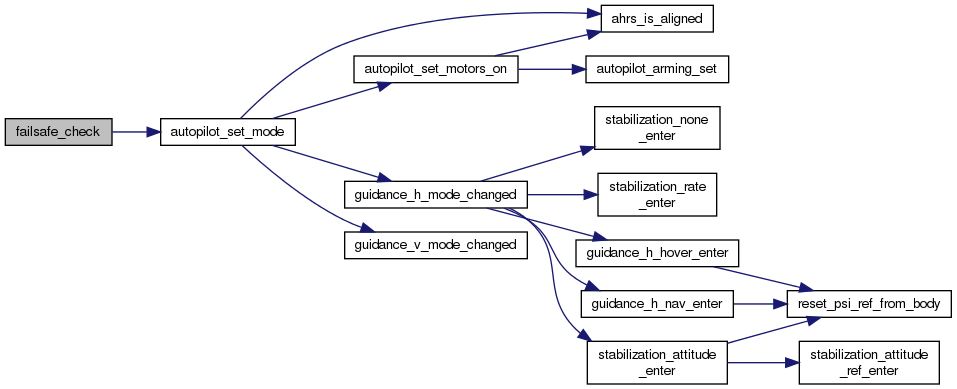 failsafe_check
autopilot_set_mode
ahrs_is_aligned
autopilot_set_motors_on
autopilot_arming_set
guidance_h_mode_changed
guidance_v_mode_changed
stabilization_none
_enter
stabilization_rate
_enter
guidance_h_hover_enter
guidance_h_nav_enter
stabilization_attitude
_enter
reset_psi_ref_from_body
stabilization_attitude
_ref_enter